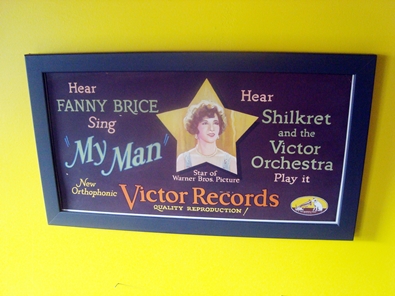 Hear
FANNY BRICE
Sing
"My Man"
New
Orthophonic
Star of
Warner Bros. Picture
Hear
Shilkret
and the
Victor
Orchestra
Play it
Victor Records
QUALITY REPRODUCTION!